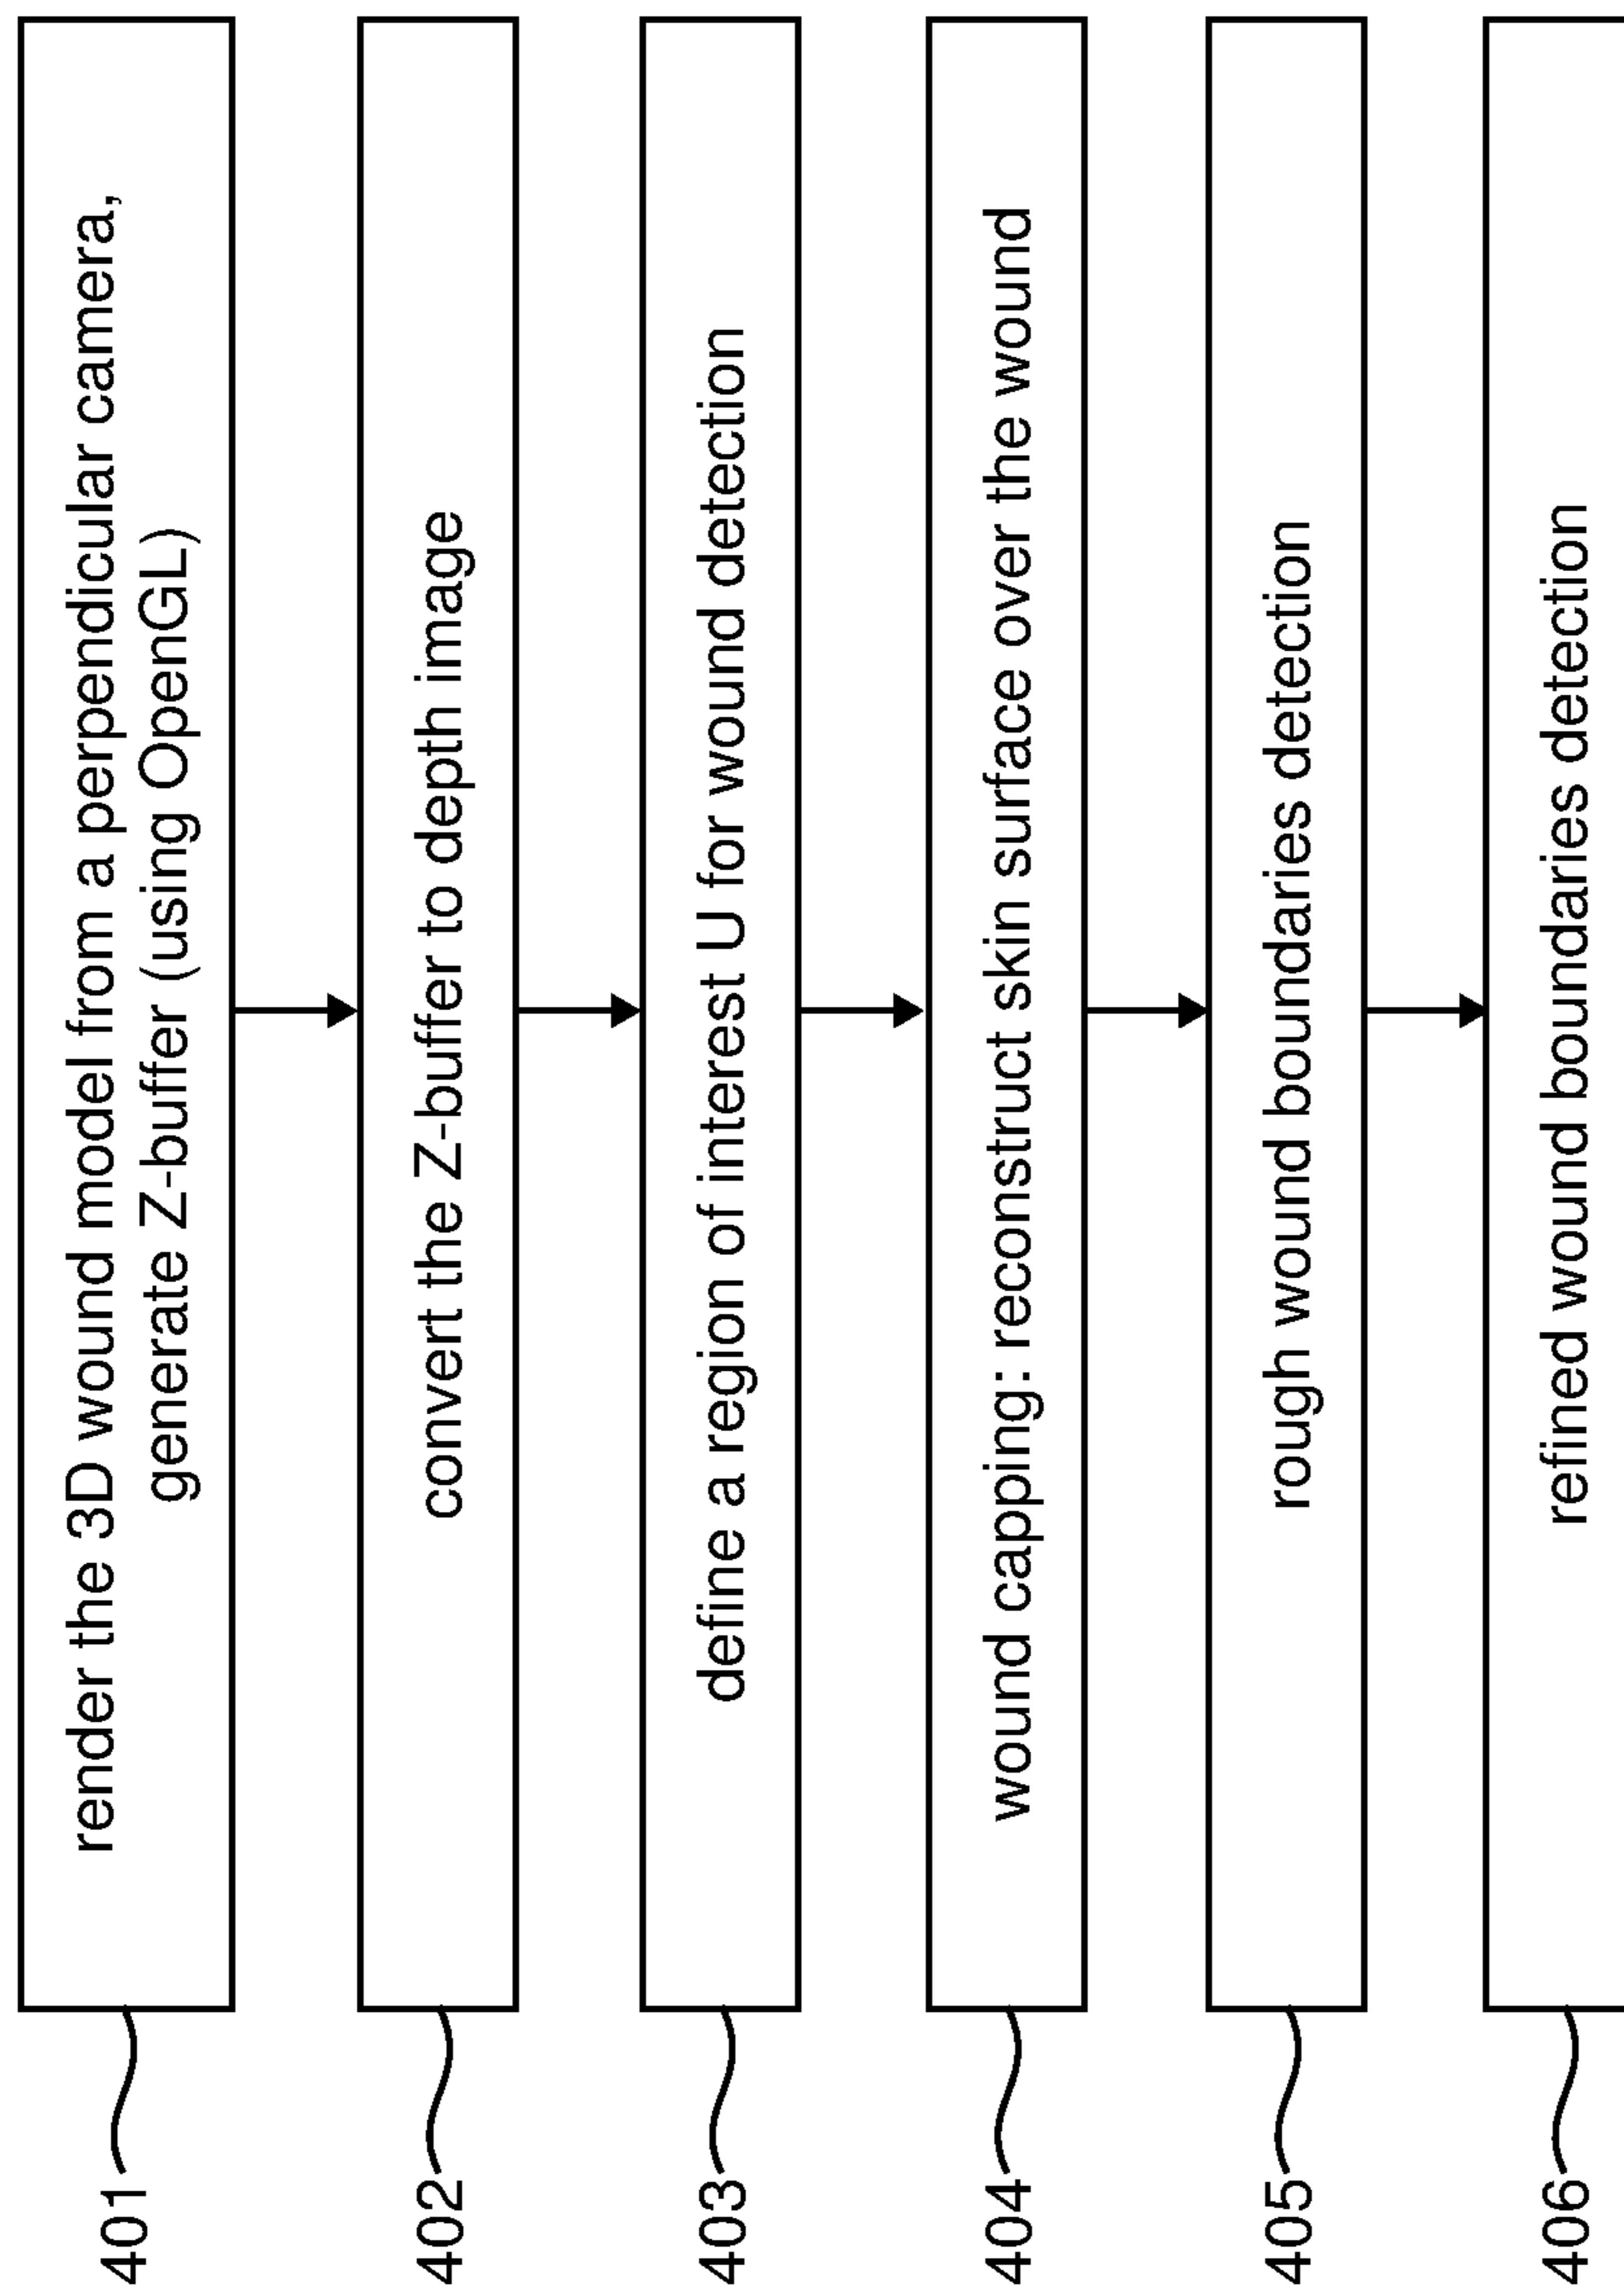 401
render the 3D wound model from a perpendicular camera,
generate Z-buffer (using OpenGL)
402
convert the Z-buffer to depth image
403
define a region of interest U for wound detection
404
wound capping: reconstruct skin surface over the wound
405
rough wound boundaries detection
406
refined wound boundaries detection